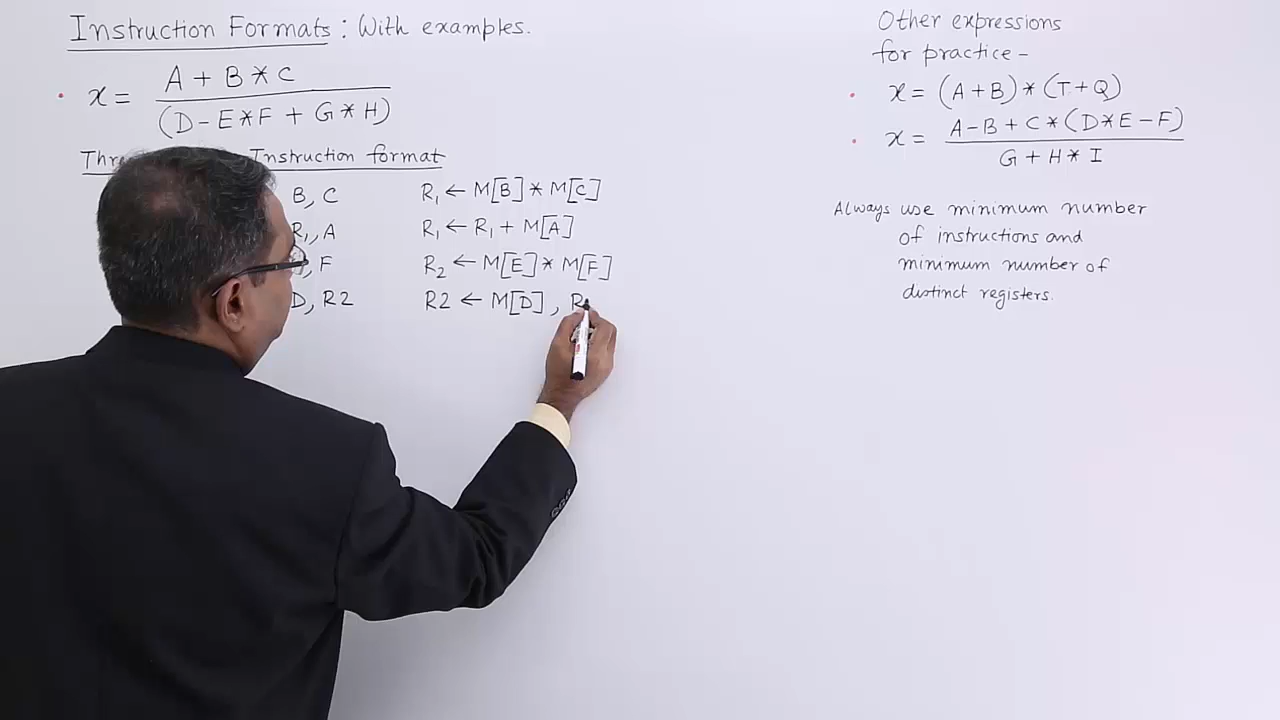 Instruction Formats: With examples.
• x = A + B * C / (D - E * F + G * H)
Instruction format
B, C R₁ ← M[B] * M[C]
R₁, A R₁ ← R₁ + M[A]
, F R₂ ← M[E] * M[F]
D, R2 R2 ← M[D] , R
Other expressions
for practice -
• x = (A + B) * (T + Q)
• x = A - B + C * (D * E - F) / G + H * I
Always use minimum number
of instructions and
minimum number of
distinct registers.